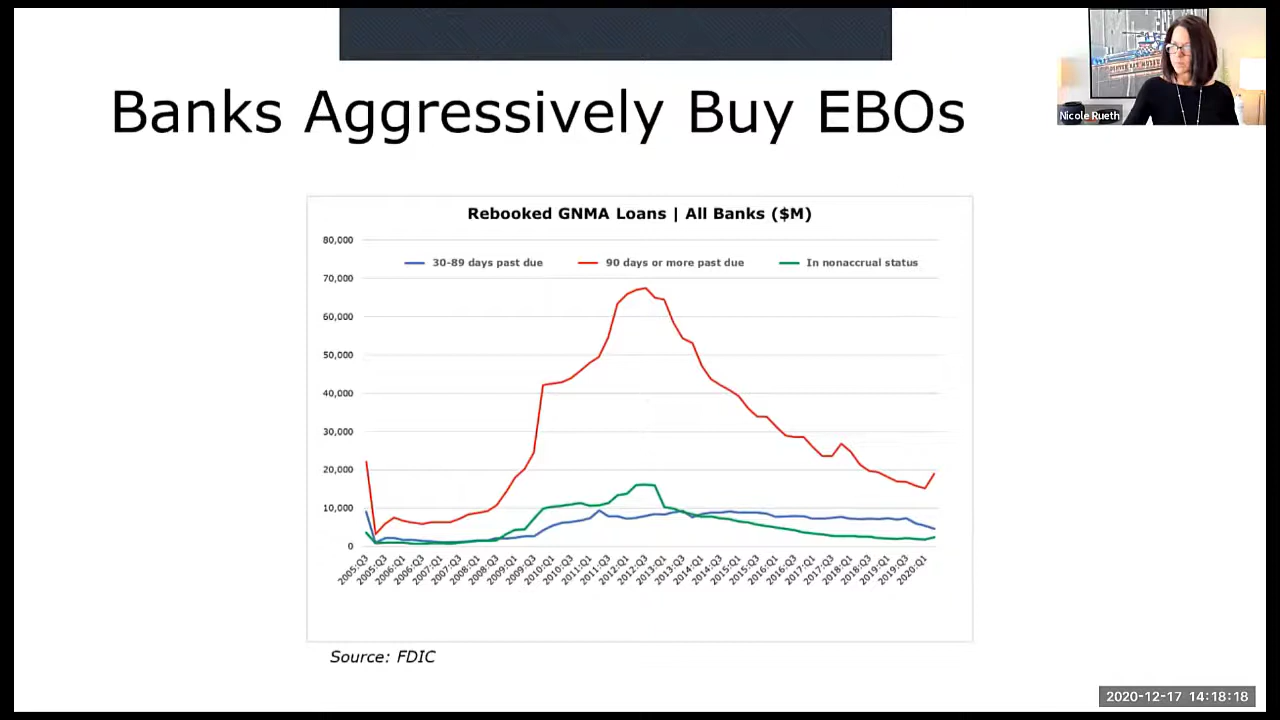 Banks Aggressively Buy EBOs
Nicole Rueth
Rebooked GNMA Loans | All Banks ($M)
80,000
30-89 days past due 90 days or more past due In nonaccrual status
70,000
60,000
50,000
40,000
30,000
20,000
10,000
0
2005:Q3 2005:Q3 2006:Q1 2006:Q3 2007:Q1 2007:Q3 2008:Q1 2008:Q3 2009:Q1 2009:Q3 2010:Q1 2010:Q3 2011:Q1 2011:Q3 2012:Q1 2012:Q3 2013:Q1 2013:Q3 2014:Q1 2014:Q3 2015:Q1 2015:Q3 2016:Q1 2016:Q3 2017:Q1 2017:Q3 2018:Q1 2018:Q3 2019:Q1 2019:Q3 2020:Q1
Source: FDIC
2020-12-17 14:18:18